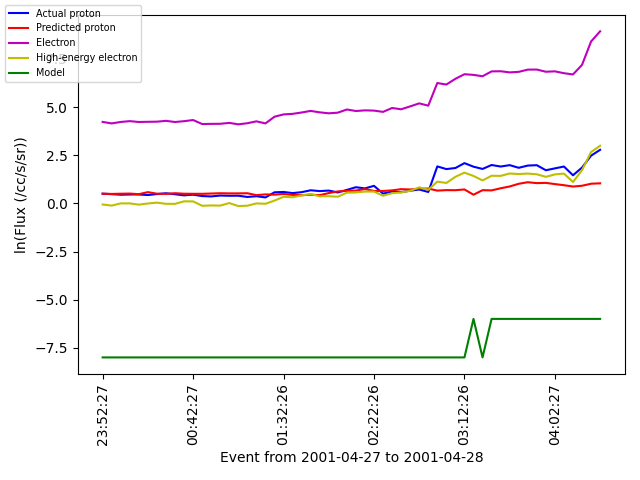 Actual proton
Predicted proton
Electron
High-energy electron
Model
5.0
2.5
0.0
−2.5
−5.0
−7.5
ln(Flux (/cc/s/sr))
23:52:27
00:42:27
01:32:26
02:22:26
03:12:26
04:02:27
Event from 2001-04-27 to 2001-04-28